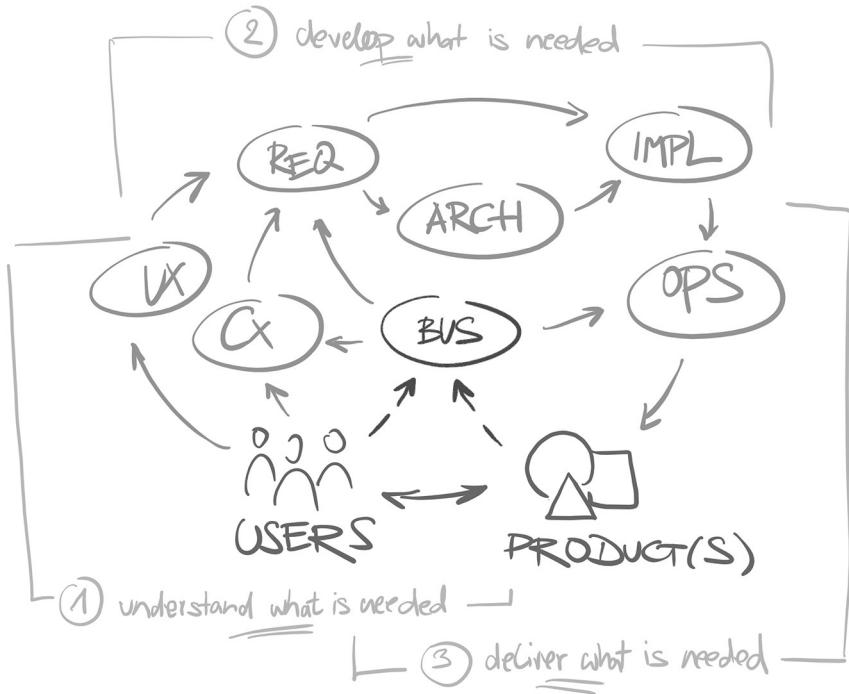 2 develop what is needed
REQ
IMPL
ARCH
UX
OPS
CX
BUS
USERS
PRODUCT(S)
1 understand what is needed
3 deliver what is needed